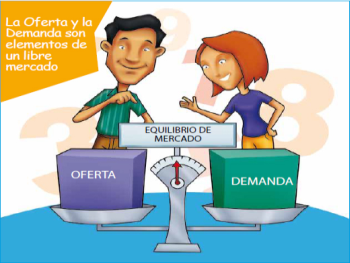 La Oferta y la
Demanda son
elementos de
un libre
mercado
EQUILIBRIO DE
MERCADO
OFERTA
DEMANDA